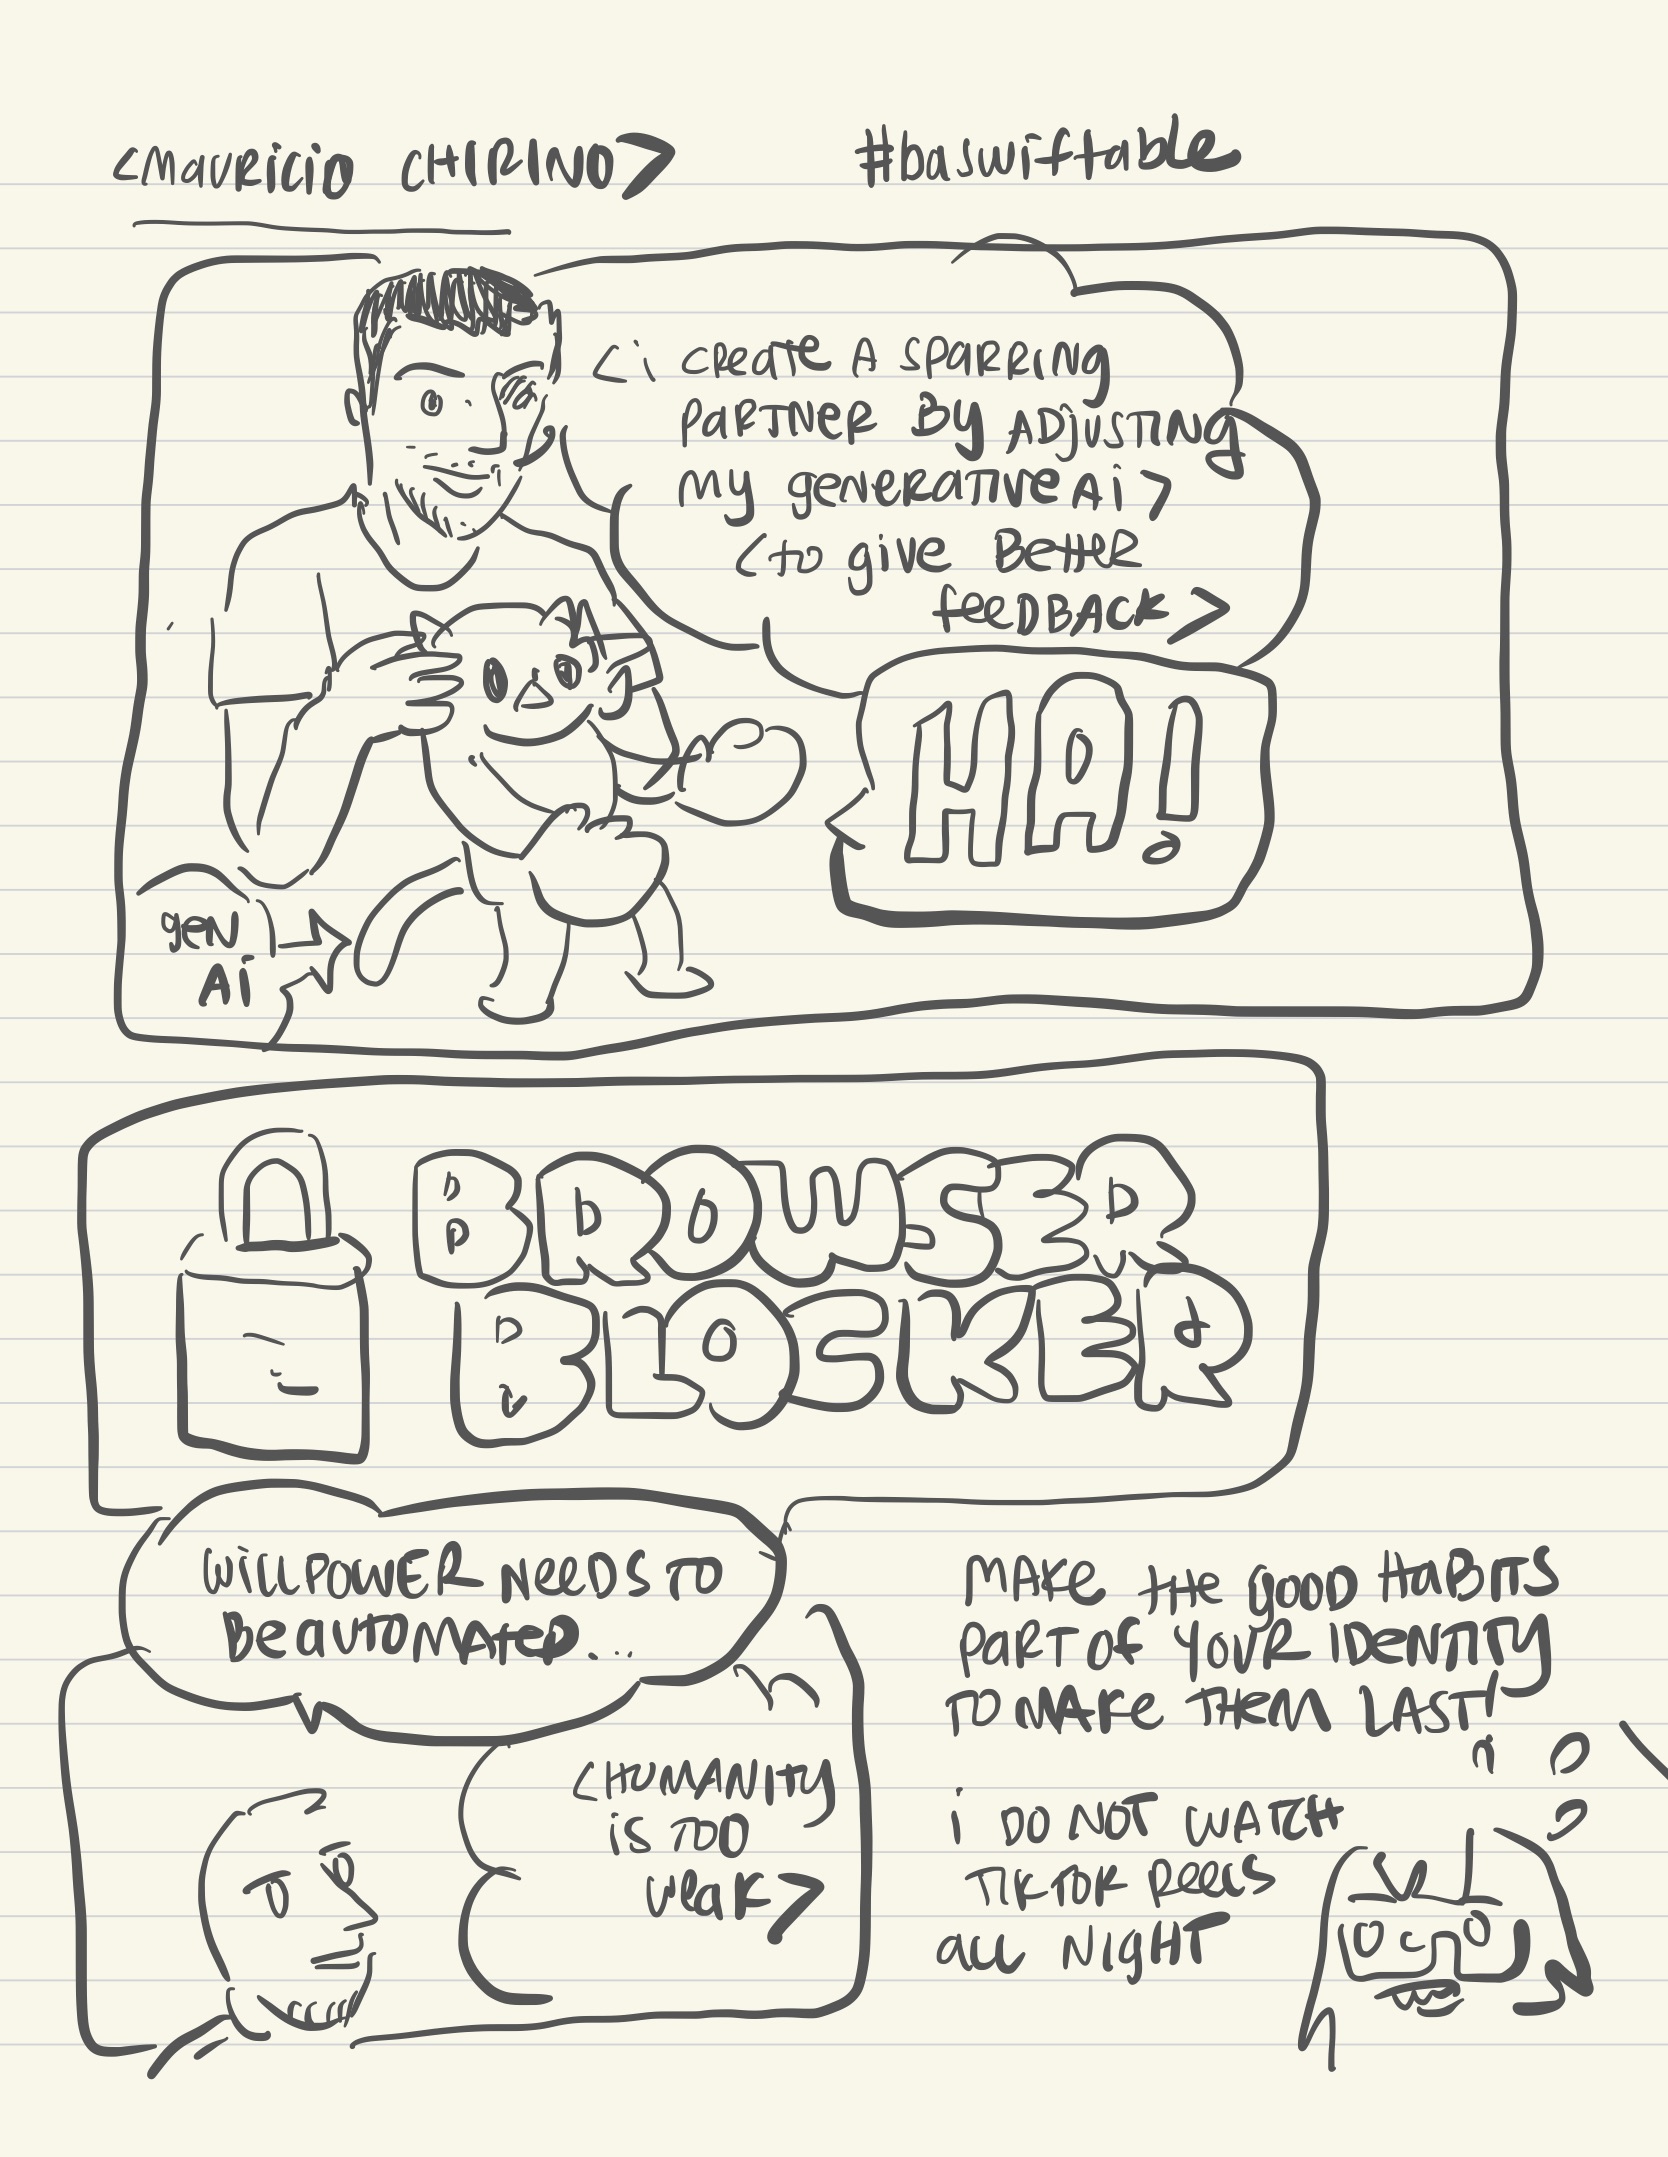 <Mauricio CHIRINO>
#baswiftable
<i create a sparring
partner by adjusting
my generative Ai>
<to give better
feedback>
HA!
gen
Ai
BROWSER
BLOCKER
Willpower needs to
be automated...
<Humanity
is too
weak>
Make the good habits
part of your identity
to make them last!
i do not watch
TikTok reels
all night